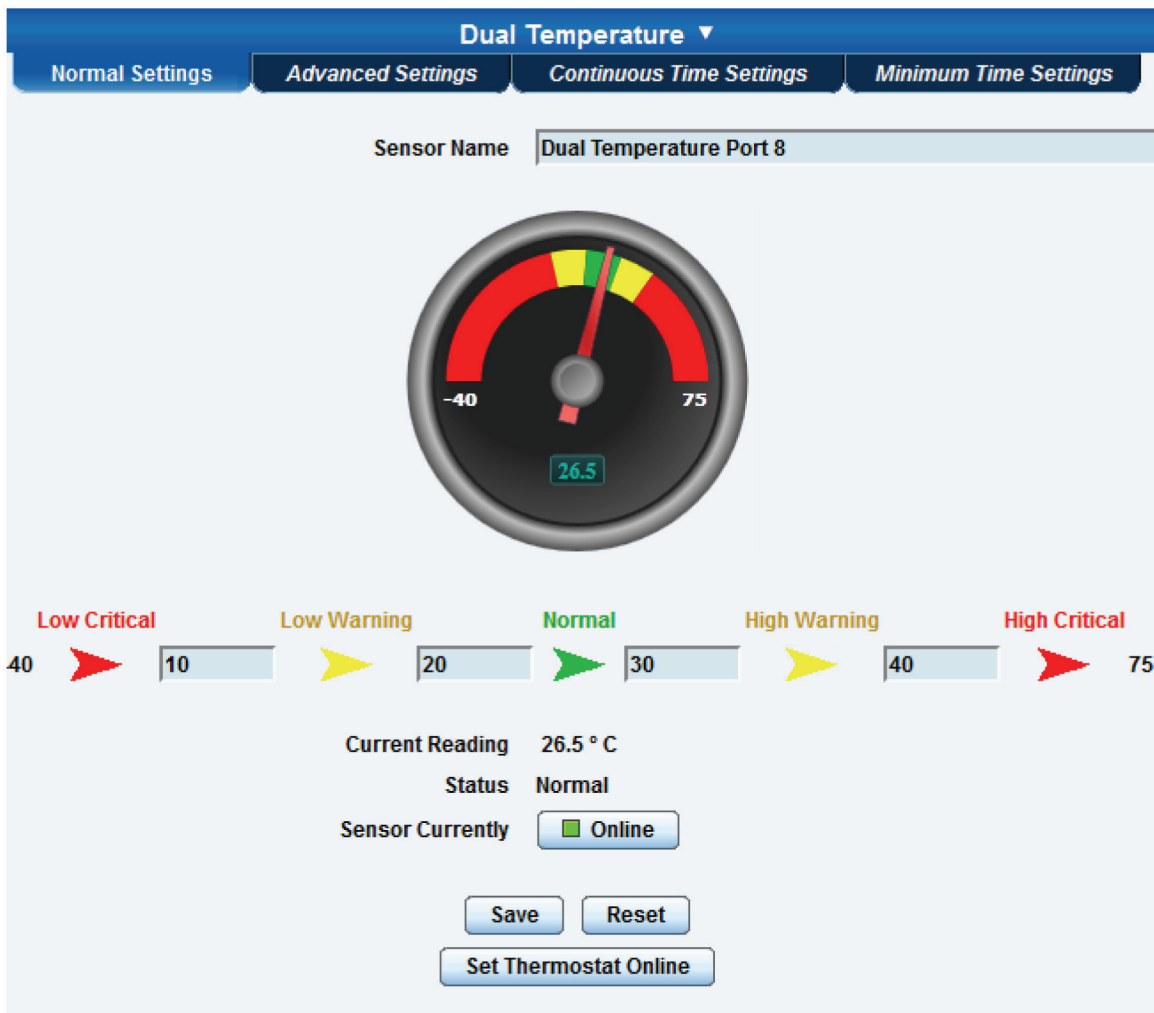 Dual Temperature ▼
Normal Settings Advanced Settings Continuous Time Settings Minimum Time Settings
Sensor Name Dual Temperature Port 8
-40 75
26.5
Low Critical Low Warning Normal High Warning High Critical
40 10 20 30 40 75
Current Reading 26.5 ° C
Status Normal
Sensor Currently Online
Save Reset
Set Thermostat Online